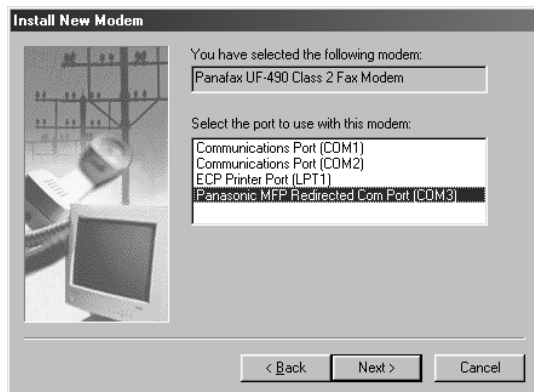 Install New Modem
You have selected the following modem:
Panafax UF-490 Class 2 Fax Modem
Select the port to use with this modem:
Communications Port (COM1)
Communications Port (COM2)
ECP Printer Port (LPT1)
Panasonic MFP Redirected Com Port (COM3)
< Back
Next >
Cancel